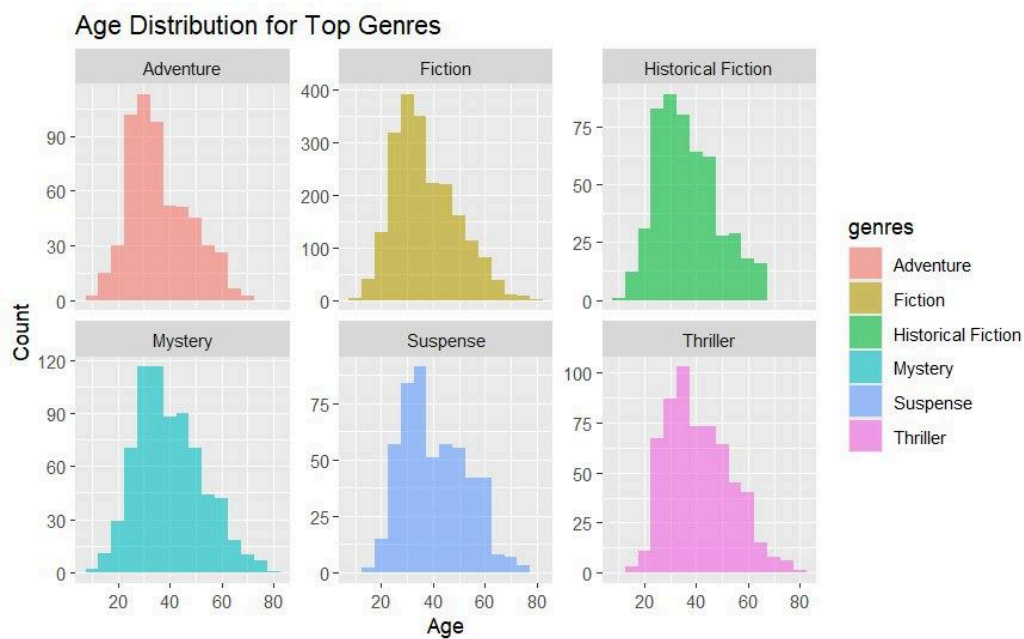 Age Distribution for Top Genres
Adventure
Fiction
Historical Fiction
90
60
30
0
400
300
200
100
0
75
50
25
0
Count
Mystery
Suspense
Thriller
120
90
60
30
0
75
50
25
0
100
75
50
25
0
20 40 60 80
20 40 60 80
20 40 60 80
Age
genres
Adventure
Fiction
Historical Fiction
Mystery
Suspense
Thriller